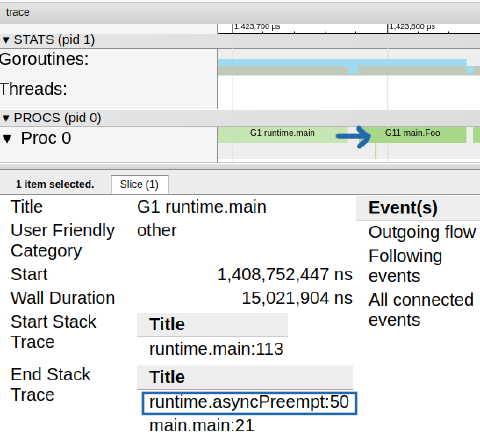 trace
1,423,700 µs
1,423,800 µs
▼ STATS (pid 1)
Goroutines:
Threads:
▼ PROCS (pid 0)
▼ Proc 0
G1 runtime.main
G11 main.Foo
1 item selected.
Slice (1)
Title
G1 runtime.main
User Friendly Category
other
Start
1,408,752,447 ns
Wall Duration
15,021,904 ns
Start Stack Trace
Title
runtime.main:113
End Stack Trace
Title
runtime.asyncPreempt:50
main.main:21
Event(s)
Outgoing flow
Following events
All connected events